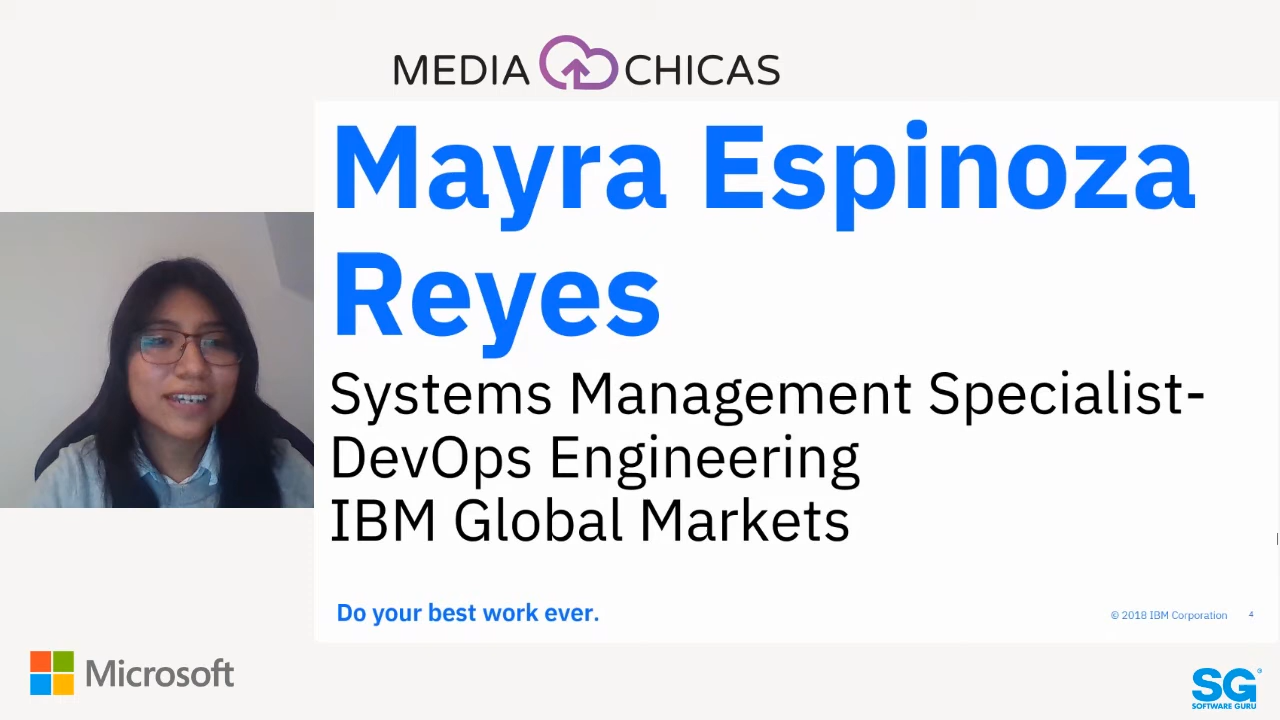 MEDIA CHICAS
Mayra Espinoza
Reyes
Systems Management Specialist-
DevOps Engineering
IBM Global Markets
Do your best work ever.
© 2018 IBM Corporation 4
Microsoft
SG®
SOFTWARE GURU